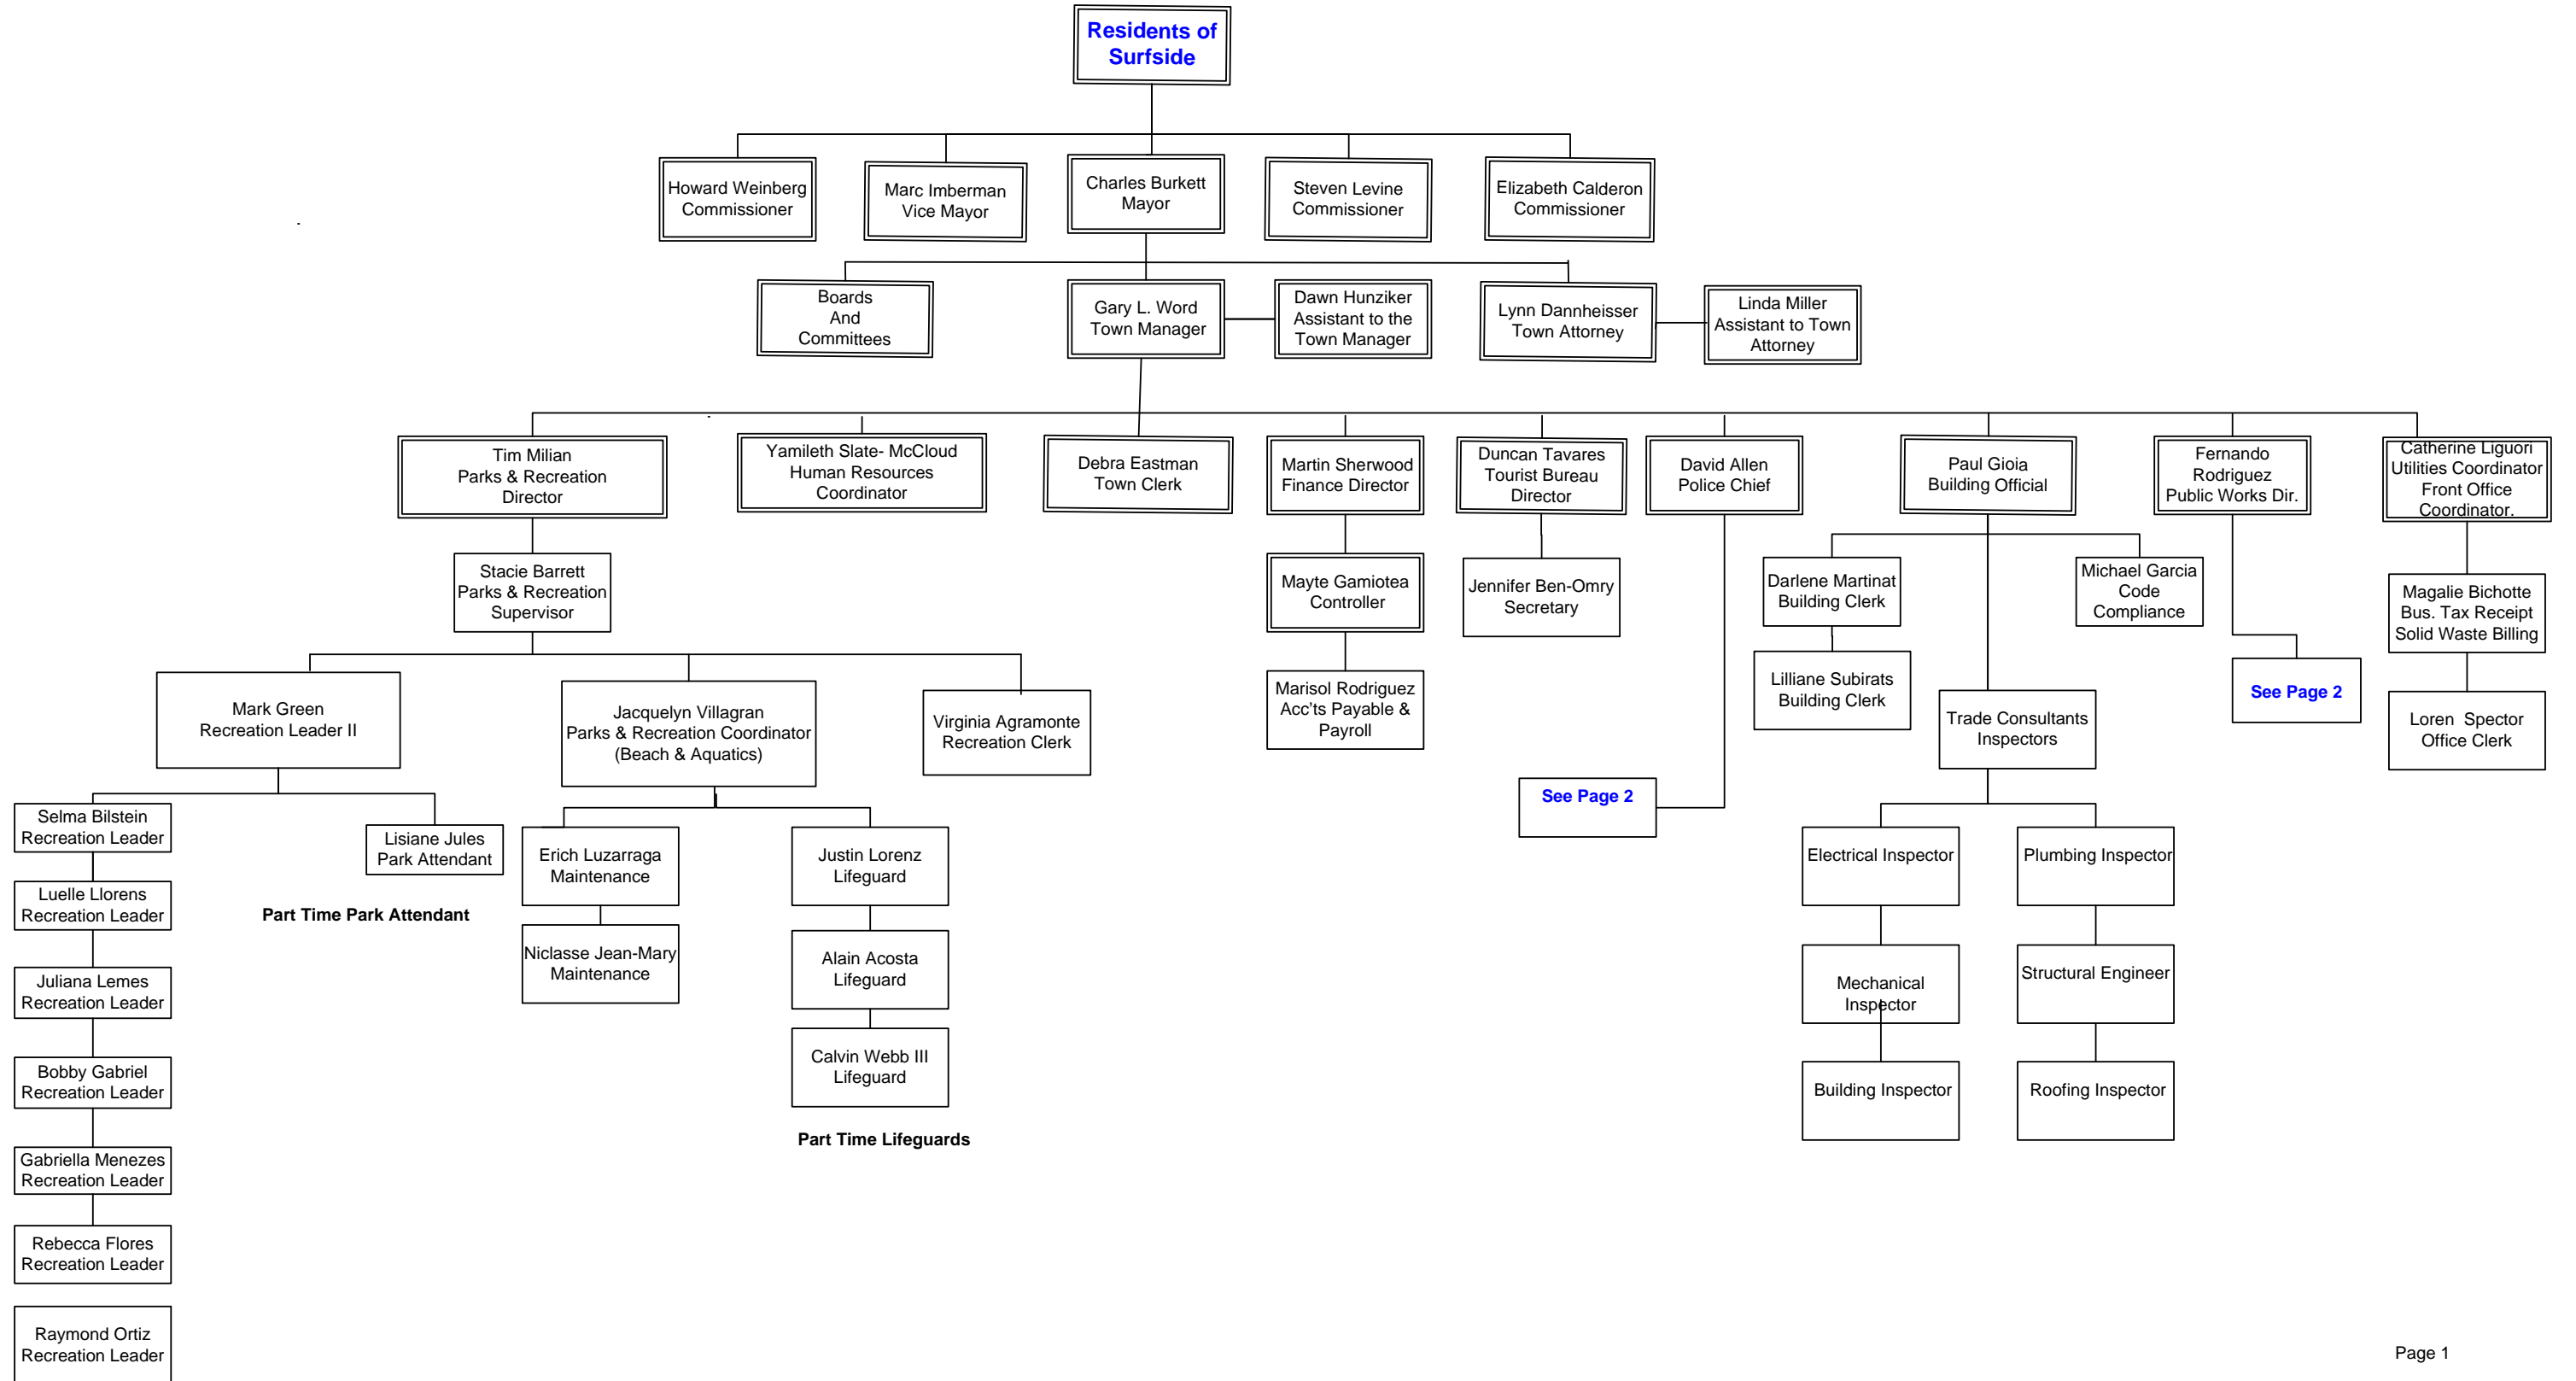 Residents of
Surfside
Howard Weinberg
Commissioner
Marc Imberman
Vice Mayor
Charles Burkett
Mayor
Steven Levine
Commissioner
Elizabeth Calderon
Commissioner
Boards
And
Committees
Gary L. Word
Town Manager
Dawn Hunziker
Assistant to the
Town Manager
Lynn Dannheisser
Town Attorney
Linda Miller
Assistant to Town
Attorney
Tim Milian
Parks & Recreation
Director
Yamileth Slate- McCloud
Human Resources
Coordinator
Debra Eastman
Town Clerk
Martin Sherwood
Finance Director
Duncan Tavares
Tourist Bureau
Director
David Allen
Police Chief
Paul Gioia
Building Official
Fernando
Rodriguez
Public Works Dir.
Catherine Liguori
Utilities Coordinator
Front Office
Coordinator.
Stacie Barrett
Parks & Recreation
Supervisor
Mayte Gamiotea
Controller
Jennifer Ben-Omry
Secretary
Darlene Martinat
Building Clerk
Michael Garcia
Code
Compliance
Magalie Bichotte
Bus. Tax Receipt
Solid Waste Billing
Mark Green
Recreation Leader II
Jacquelyn Villagran
Parks & Recreation Coordinator
(Beach & Aquatics)
Virginia Agramonte
Recreation Clerk
Marisol Rodriguez
Acc'ts Payable &
Payroll
Lilliane Subirats
Building Clerk
Trade Consultants
Inspectors
See Page 2
Loren  Spector
Office Clerk
See Page 2
Selma Bilstein
Recreation Leader
Lisiane Jules
Park Attendant
Erich Luzarraga
Maintenance
Justin Lorenz
Lifeguard
Electrical Inspector
Plumbing Inspector
Luelle Llorens
Recreation Leader
Part Time Park Attendant
Niclasse Jean-Mary
Maintenance
Alain Acosta
Lifeguard
Mechanical
Inspector
Structural Engineer
Juliana Lemes
Recreation Leader
Calvin Webb III
Lifeguard
Building Inspector
Roofing Inspector
Bobby Gabriel
Recreation Leader
Part Time Lifeguards
Gabriella Menezes
Recreation Leader
Rebecca Flores
Recreation Leader
Raymond Ortiz
Recreation Leader
Page 1